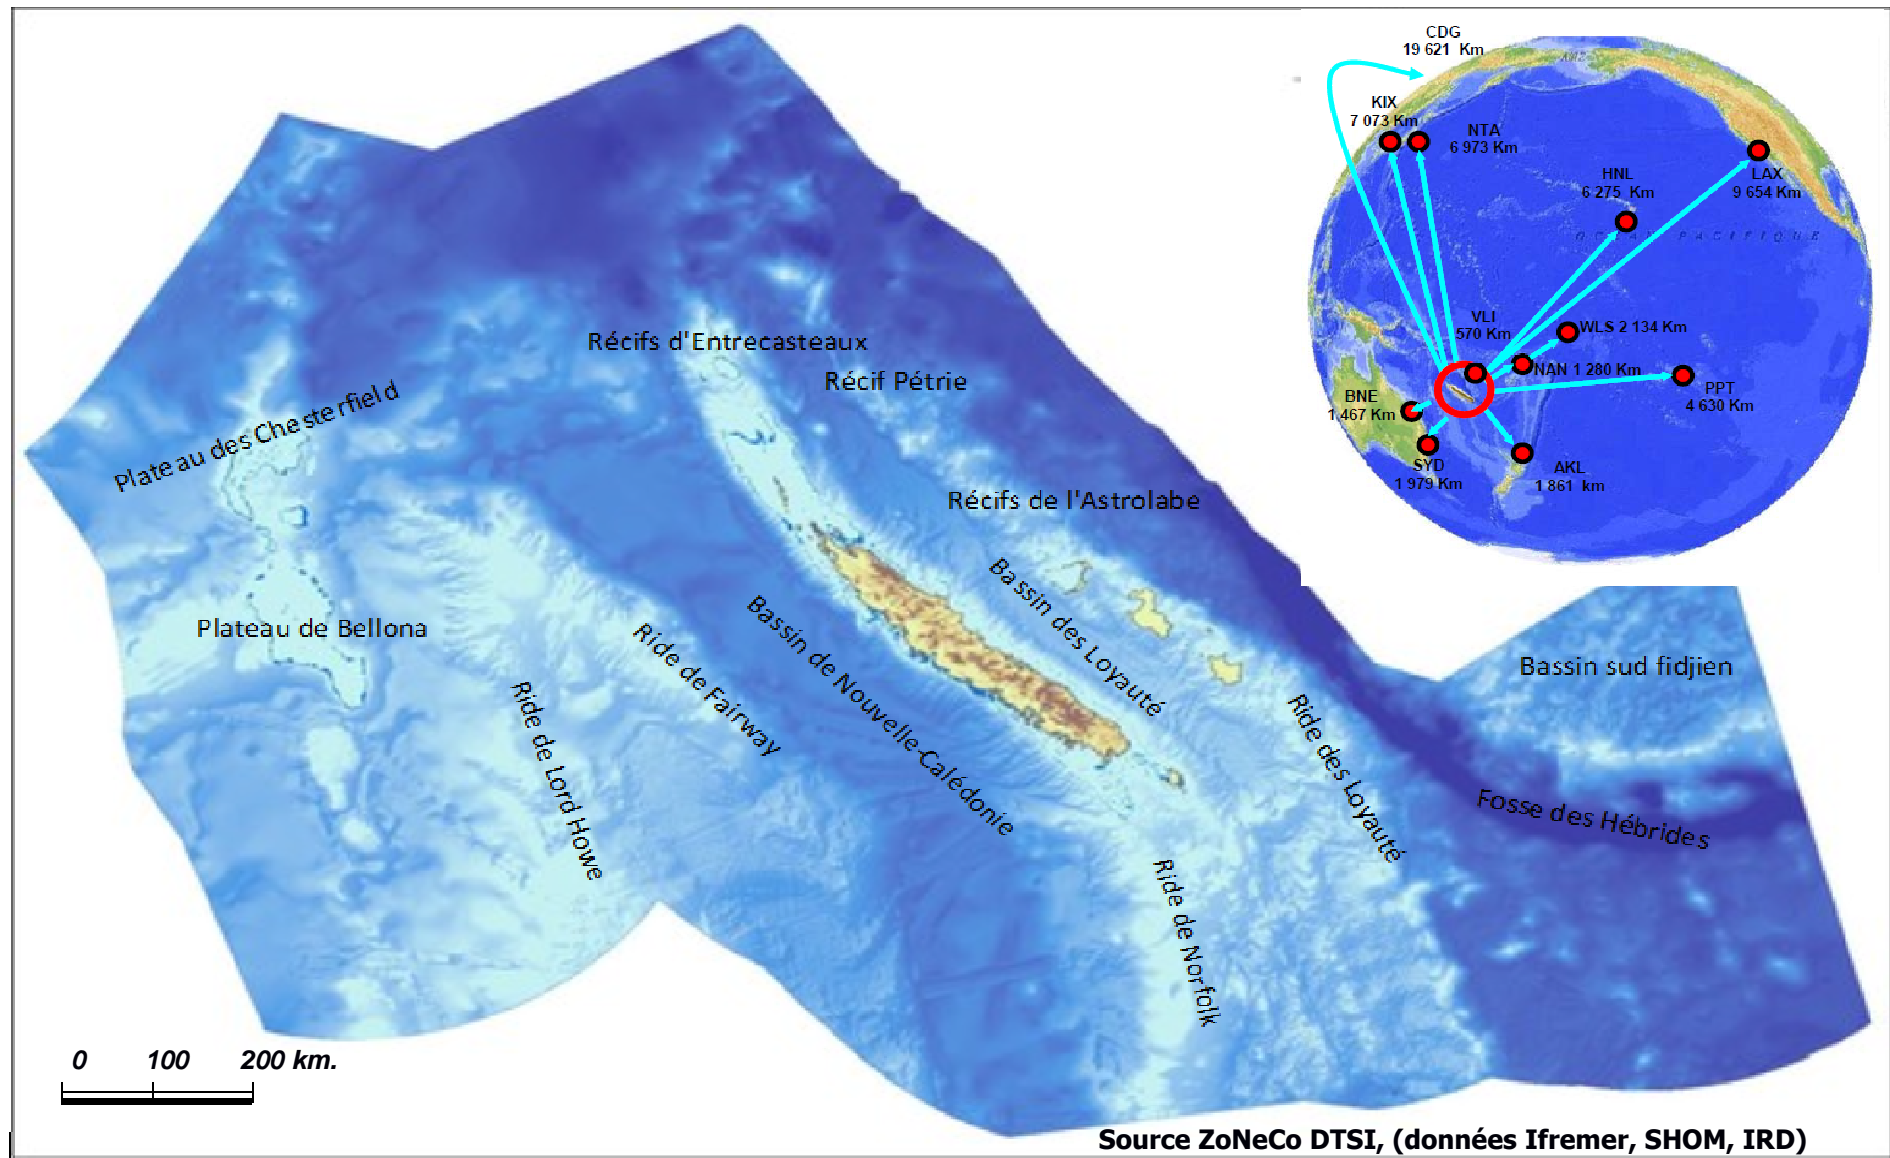 CDG
19 621 Km
KIX
7 073 Km
NTA
6 973 Km
HNL
6 275 Km
LAX
9 654 Km
OCEAN PACIFIQUE
VLI
570 Km
WLS 2 134 Km
NAN 1 280 Km
PPT
4 630 Km
BNE
1 467 Km
SYD
1 979 Km
AKL
1 861 km
Récifs d'Entrecasteaux
Récif Pétrie
Plateau des Chesterfield
Récifs de l'Astrolabe
Plateau de Bellona
Bassin des Loyauté
Bassin de Nouvelle-Calédonie
Ride de Fairway
Ride de Lord Howe
Bassin sud fidjien
Ride des Loyauté
Fosse des Hébrides
Ride de Norfolk
0 100 200 km.
Source ZoNeCo DTSI, (données Ifremer, SHOM, IRD)